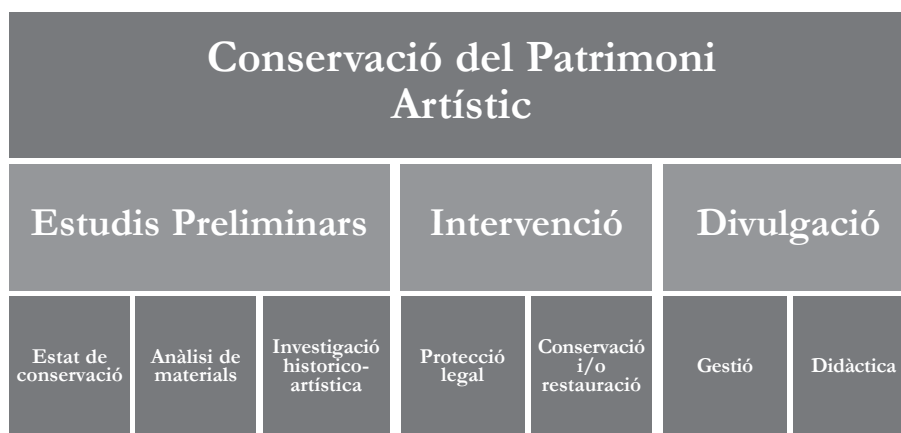 Conservació del Patrimoni
Artístic
Estudis Preliminars
Intervenció
Divulgació
Estat de
conservació
Anàlisi de
materials
Investigació
historico-
artística
Protecció
legal
Conservació
i/o
restauració
Gestió
Didàctica